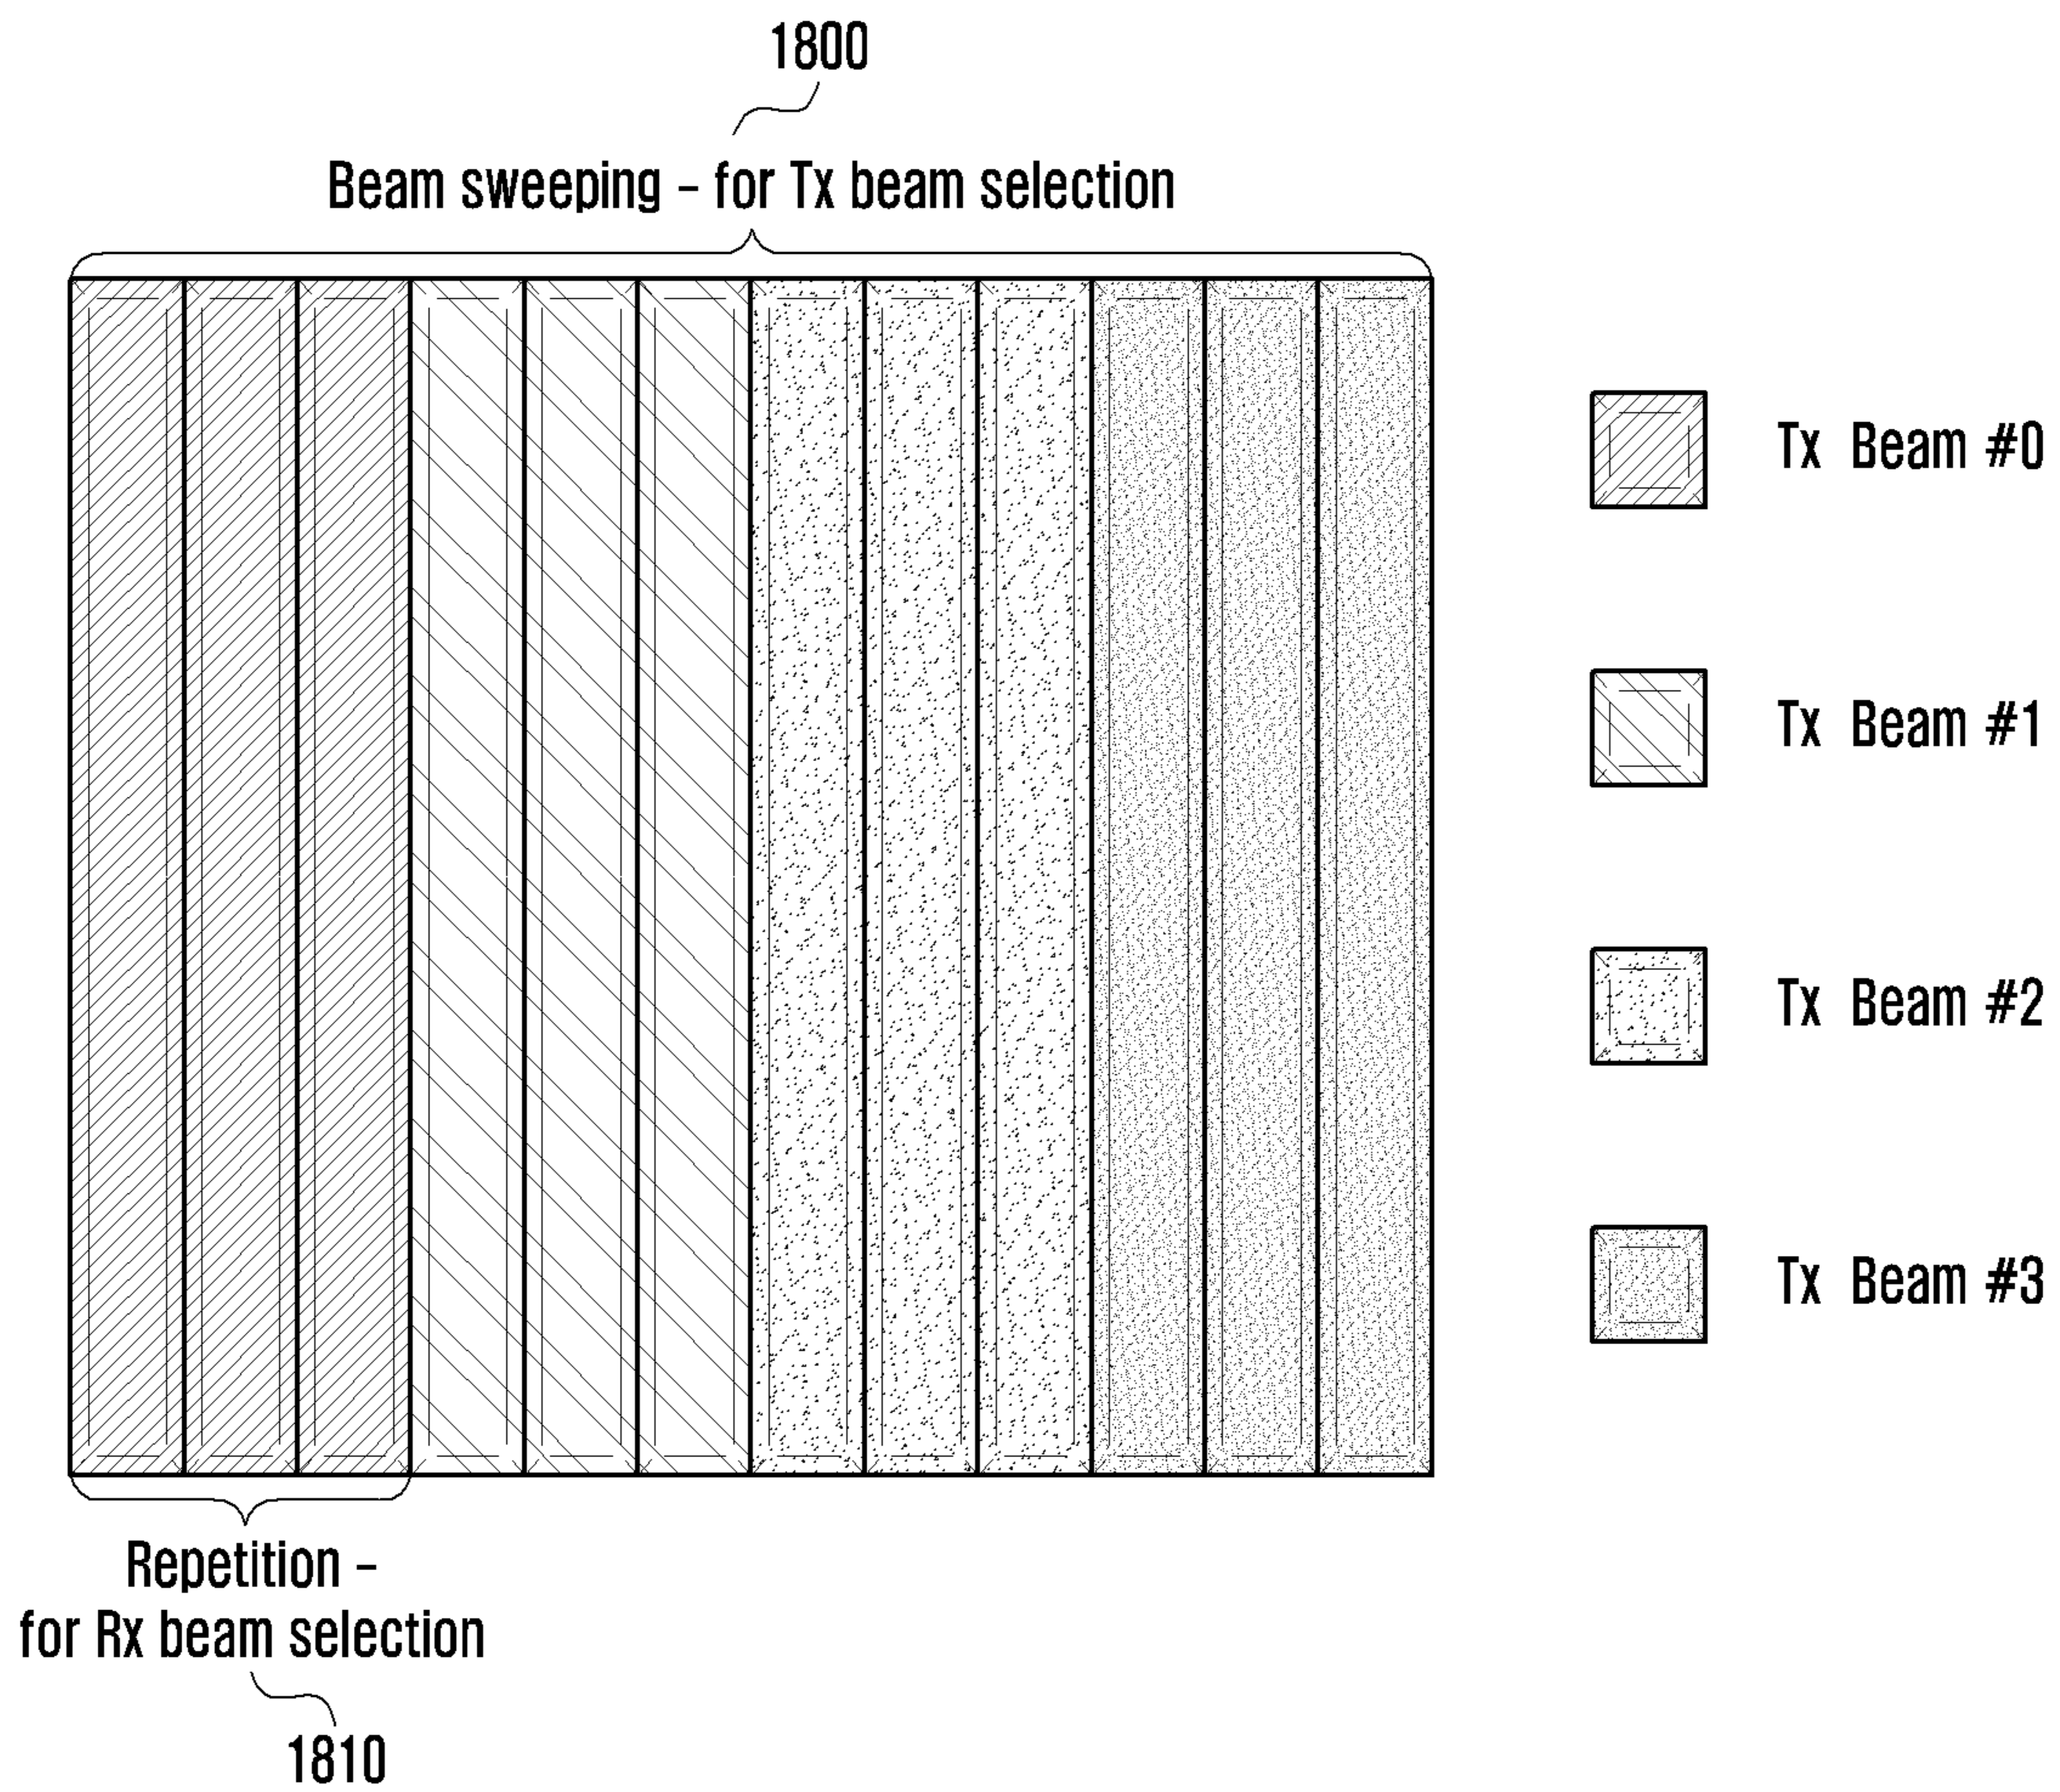 1800
Beam sweeping – for Tx beam selection
Tx Beam #0
Tx Beam #1
Tx Beam #2
Tx Beam #3
Repetition –
for Rx beam selection
1810